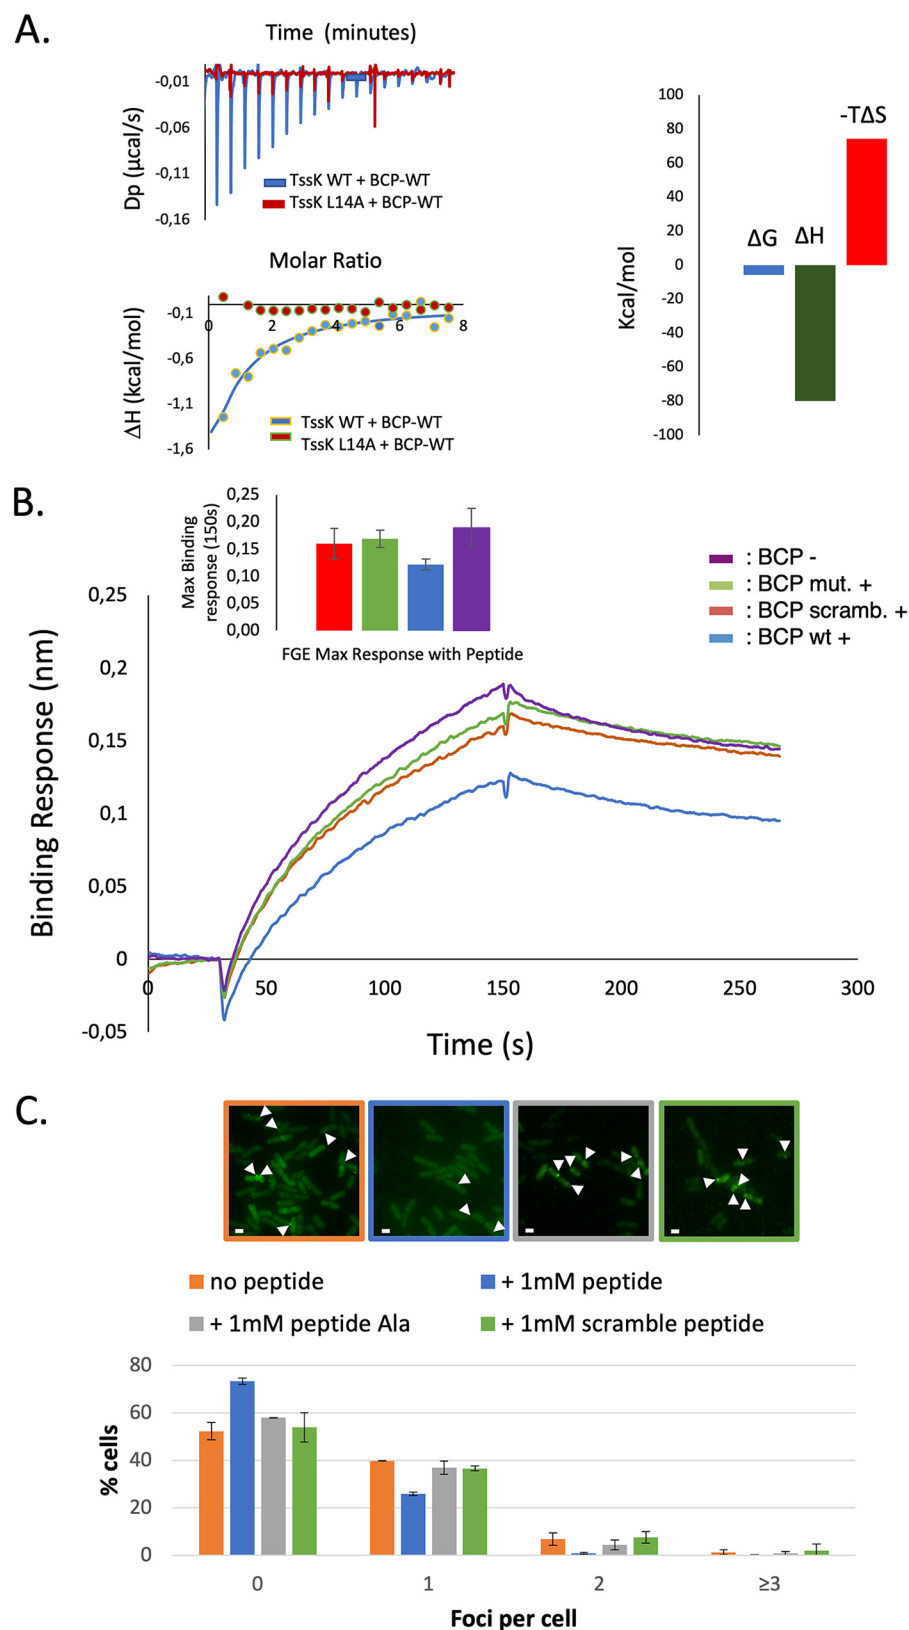 A.
Time (minutes)
-0,01
-0,06
-0,11
-0,16
Dp (µcal/s)
TssK WT + BCP-WT
TssK L14A + BCP-WT
Molar Ratio
-0,1
-0,6
-1,1
-1,6
0 2 4 6 8
ΔH (kcal/mol)
TssK WT + BCP-WT
TssK L14A + BCP-WT
100
80
60
40
20
0
-20
-40
-60
-80
-100
Kcal/mol
ΔG
ΔH
-TΔS
B.
0,25
0,20
0,15
0,10
0,05
0,00
Max Binding
response (150s)
FGE Max Response with Peptide
: BCP -
: BCP mut. +
: BCP scramb. +
: BCP wt +
0,25
0,2
0,15
0,1
0,05
0
-0,05
Binding Response (nm)
0 50 100 150 200 250 300
Time (s)
C.
no peptide
+ 1mM peptide
+ 1mM peptide Ala
+ 1mM scramble peptide
80
60
40
20
0
% cells
0 1 2 ≥3
Foci per cell